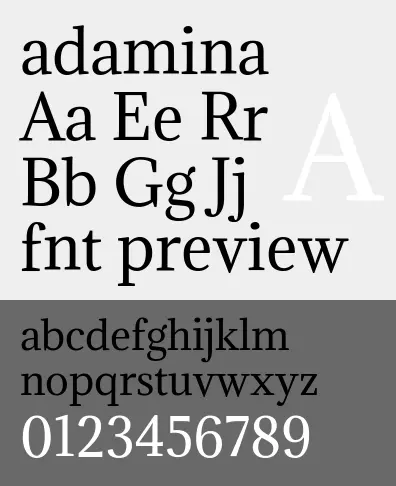 adamina
Aa Ee Rr
A
Bb Gg Jj
fnt preview
abcdefghijklm
nopqrstuvwxyz
0123456789